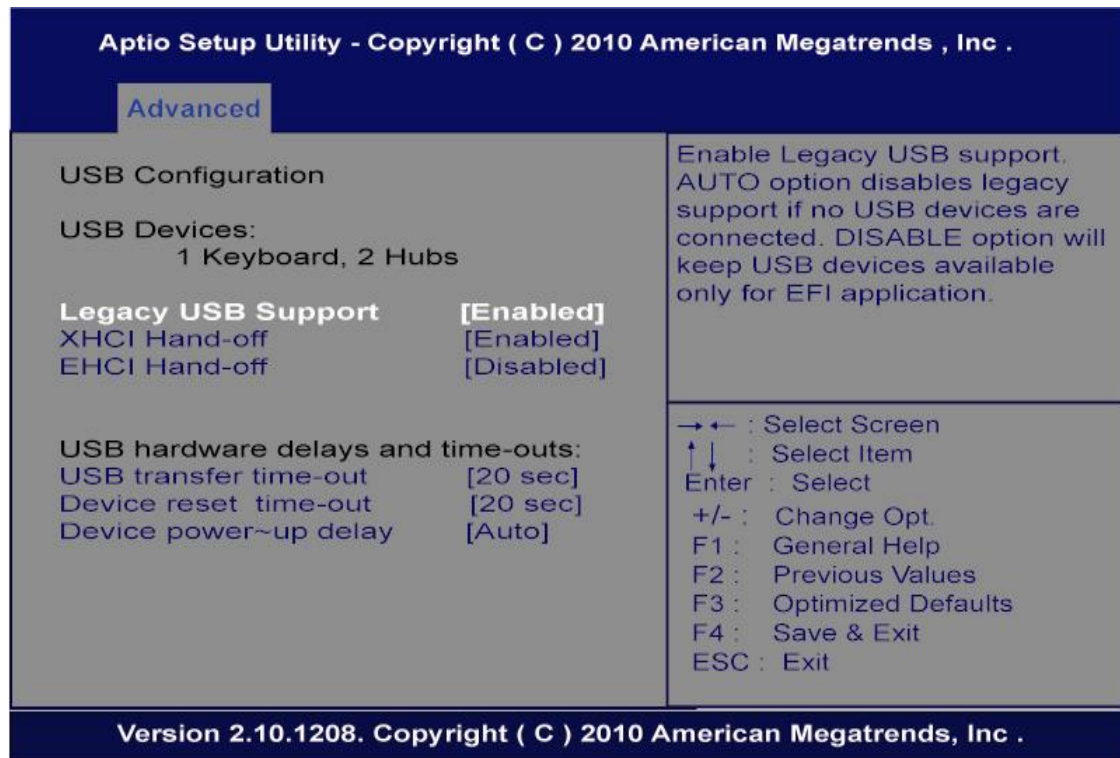 Aptio Setup Utility - Copyright ( C ) 2010 American Megatrends , Inc .
Advanced
USB Configuration
USB Devices:
1 Keyboard, 2 Hubs
Legacy USB Support [Enabled]
XHCI Hand-off [Enabled]
EHCI Hand-off [Disabled]
USB hardware delays and time-outs:
USB transfer time-out [20 sec]
Device reset time-out [20 sec]
Device power~up delay [Auto]
Enable Legacy USB support.
AUTO option disables legacy
support if no USB devices are
connected. DISABLE option will
keep USB devices available
only for EFI application.
→← : Select Screen
↑↓ : Select Item
Enter : Select
+/- : Change Opt.
F1 : General Help
F2 : Previous Values
F3 : Optimized Defaults
F4 : Save & Exit
ESC : Exit
Version 2.10.1208. Copyright ( C ) 2010 American Megatrends, Inc .